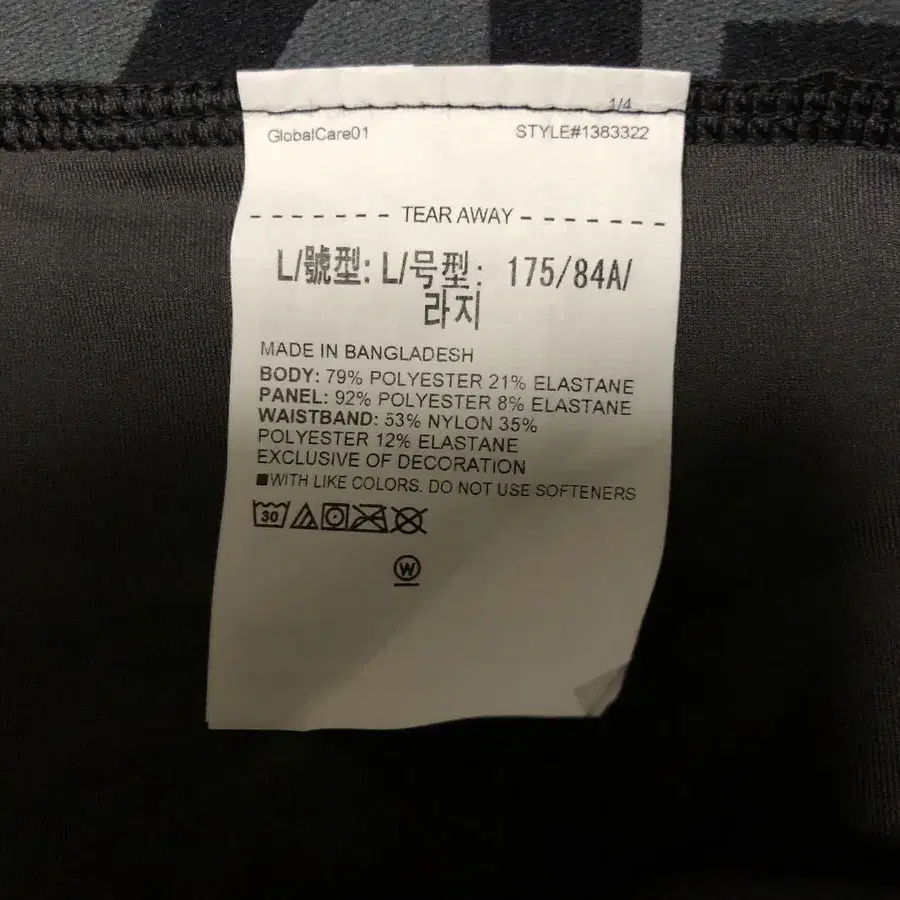 1/4
GlobalCare01 STYLE#1383322
TEAR AWAY
L/號型: L/号型: 175/84A/
라지
MADE IN BANGLADESH
BODY: 79% POLYESTER 21% ELASTANE
PANEL: 92% POLYESTER 8% ELASTANE
WAISTBAND: 53% NYLON 35%
POLYESTER 12% ELASTANE
EXCLUSIVE OF DECORATION
■WITH LIKE COLORS. DO NOT USE SOFTENERS
30
W